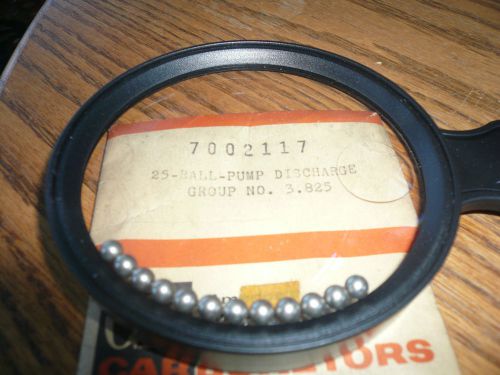 7002117
25-BALL-PUMP DISCHARGE
GROUP NO. 3.825